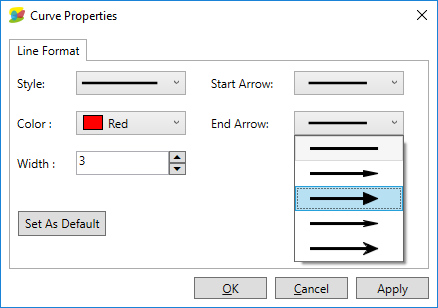 Curve Properties
Line Format
Style: Start Arrow:
Color : Red End Arrow:
Width : 3
Set As Default
OK Cancel Apply